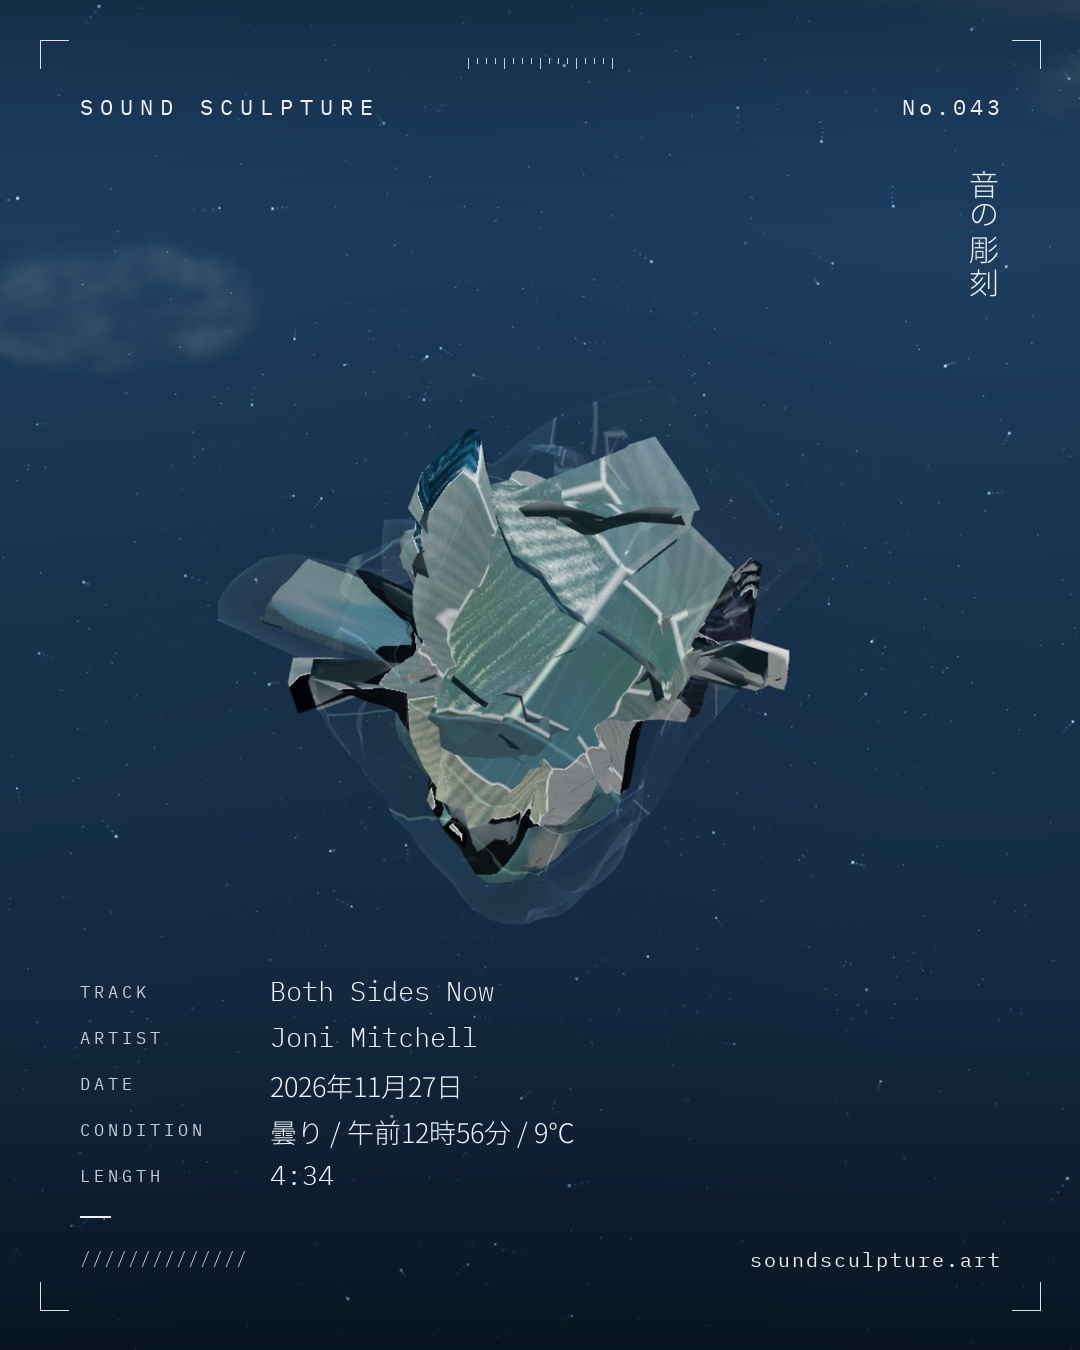 SOUND SCULPTURE
No.043
音の彫刻
TRACK Both Sides Now
ARTIST Joni Mitchell
DATE 2026年11月27日
CONDITION 曇り / 午前12時56分 / 9°C
LENGTH 4:34
//////////////
soundsculpture.art